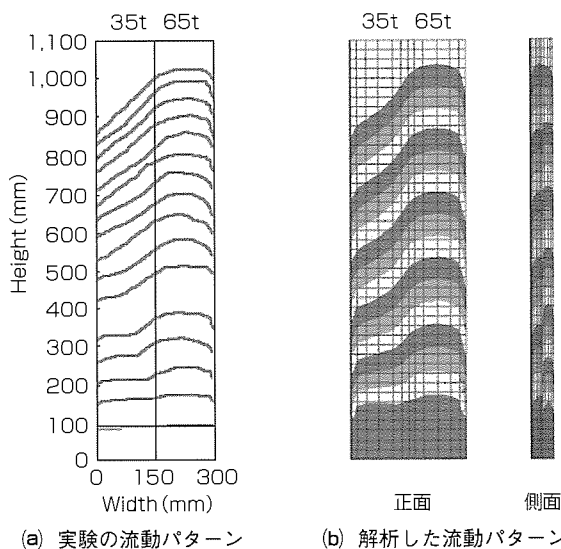 35t 65t
1,100
1,000
900
800
700
600
500
400
300
200
100
0
Height(mm)
0 150 300
Width(mm)
(a) 実験の流動パターン
35t 65t
正面
側面
(b) 解析した流動パターン